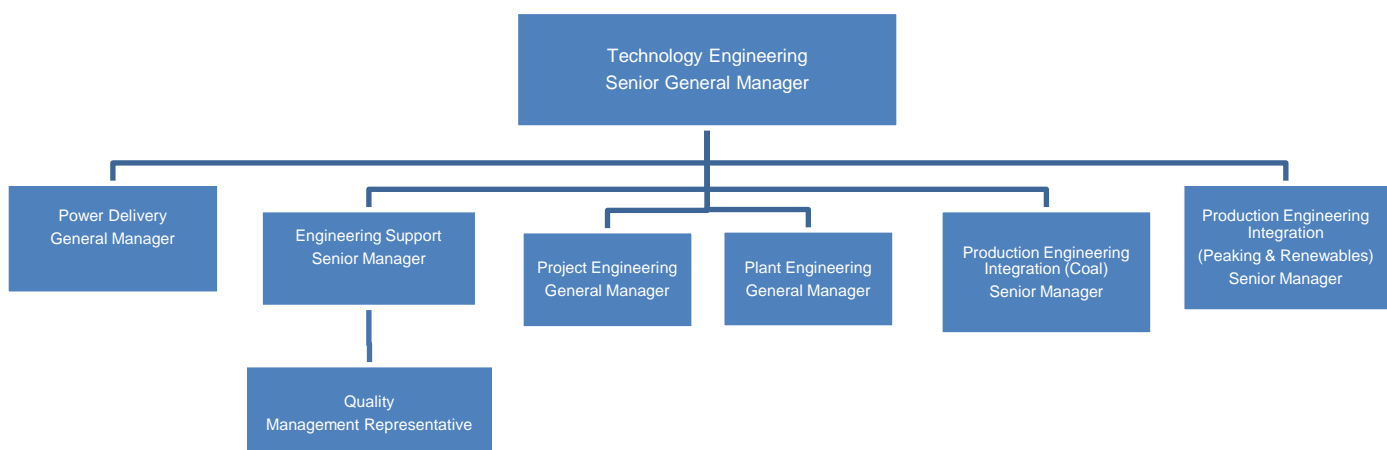 Technology Engineering
Senior General Manager
Power Delivery
General Manager
Engineering Support
Senior Manager
Project Engineering
General Manager
Plant Engineering
General Manager
Production Engineering
Integration (Coal)
Senior Manager
Production Engineering
Integration
(Peaking & Renewables)
Senior Manager
Quality
Management Representative